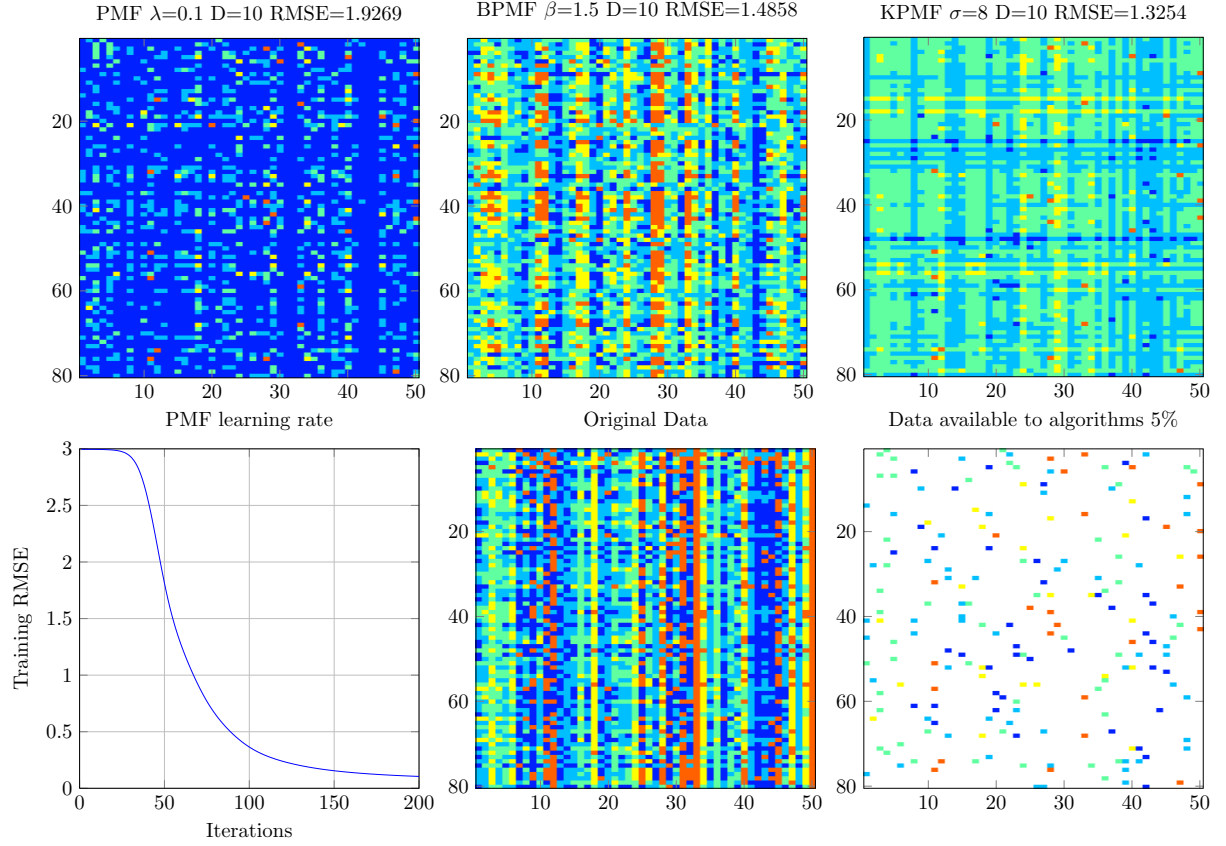 PMF λ=0.1 D=10 RMSE=1.9269
BPMF β=1.5 D=10 RMSE=1.4858
KPMF σ=8 D=10 RMSE=1.3254
20
40
60
80
10 20 30 40 50
20
40
60
80
10 20 30 40 50
20
40
60
80
10 20 30 40 50
PMF learning rate
Original Data
Data available to algorithms 5%
Training RMSE
3
2.5
2
1.5
1
0.5
0
0 50 100 150 200
Iterations
20
40
60
80
10 20 30 40 50
20
40
60
80
10 20 30 40 50